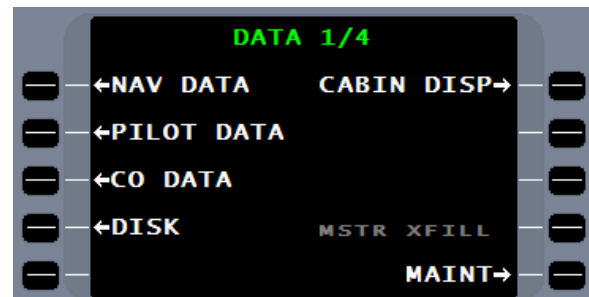 DATA 1/4
←NAV DATA CABIN DISP→
←PILOT DATA
←CO DATA
←DISK MSTR XFILL
MAINT→